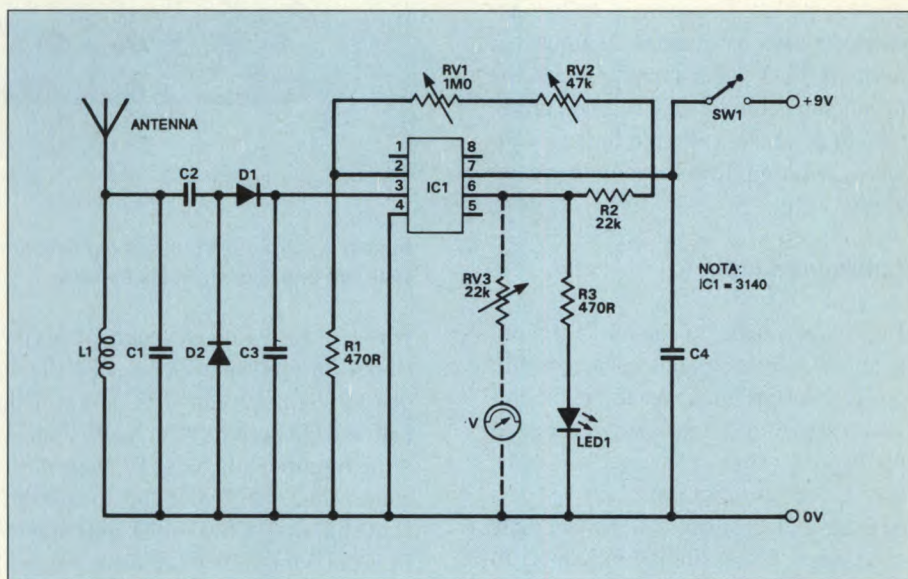 RV1
1M0
RV2
47k
SW1
+9V
ANTENNA
C2
D1
1
2
3
4
IC1
8
7
6
5
R2
22k
RV3
22k
R3
470R
NOTA:
IC1 = 3140
L1
C1
D2
C3
R1
470R
C4
V
LED1
0V